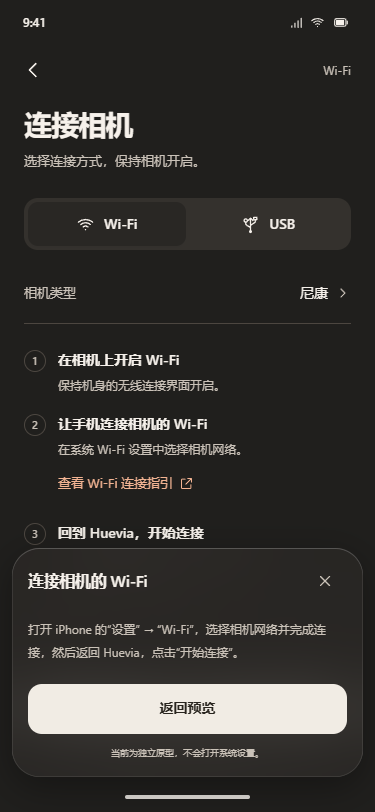 9:41
Wi-Fi
连接相机
选择连接方式，保持相机开启。
Wi-Fi
USB
相机类型
尼康
1
在相机上开启 Wi-Fi
保持机身的无线连接界面开启。
2
让手机连接相机的 Wi-Fi
在系统 Wi-Fi 设置中选择相机网络。
查看 Wi-Fi 连接指引
3
回到 Huevia，开始连接
连接相机的 Wi-Fi
打开 iPhone 的“设置” → “Wi-Fi”，选择相机网络并完成连
接，然后返回 Huevia，点击“开始连接”。
返回预览
当前为独立原型，不会打开系统设置。